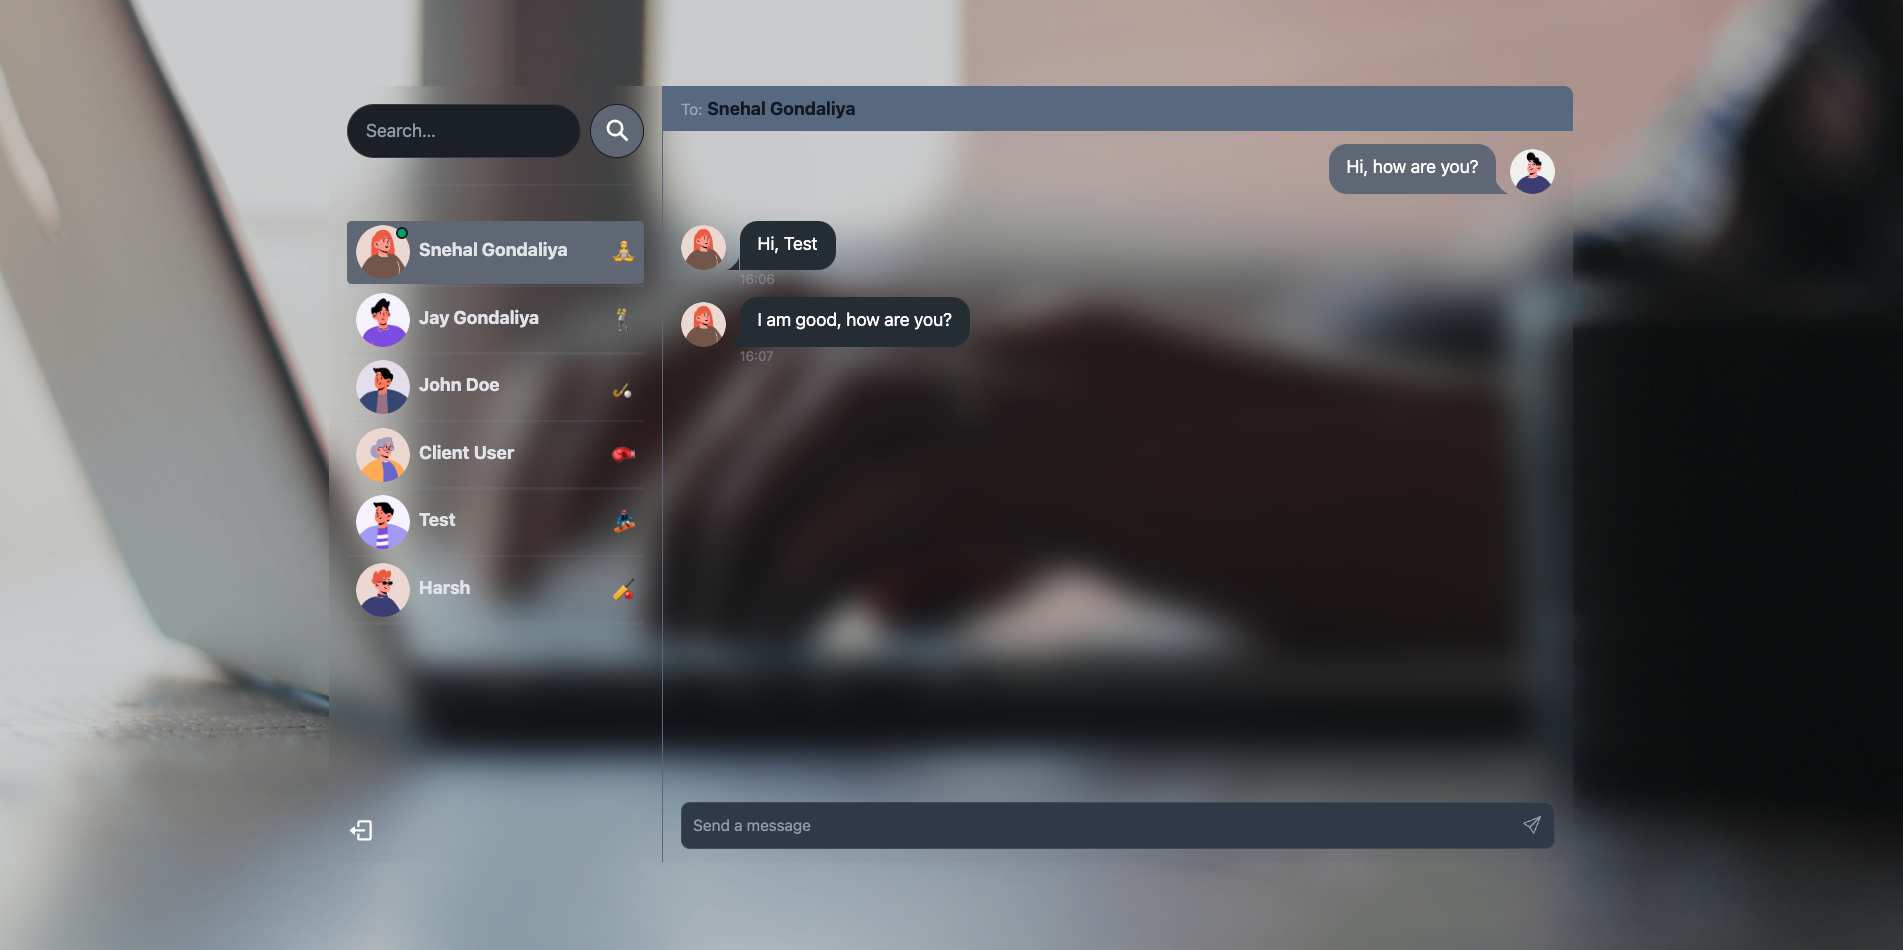 Search...
Snehal Gondaliya
Jay Gondaliya
John Doe
Client User
Test
Harsh
To: Snehal Gondaliya
Hi, how are you?
Hi, Test
16:06
I am good, how are you?
16:07
Send a message